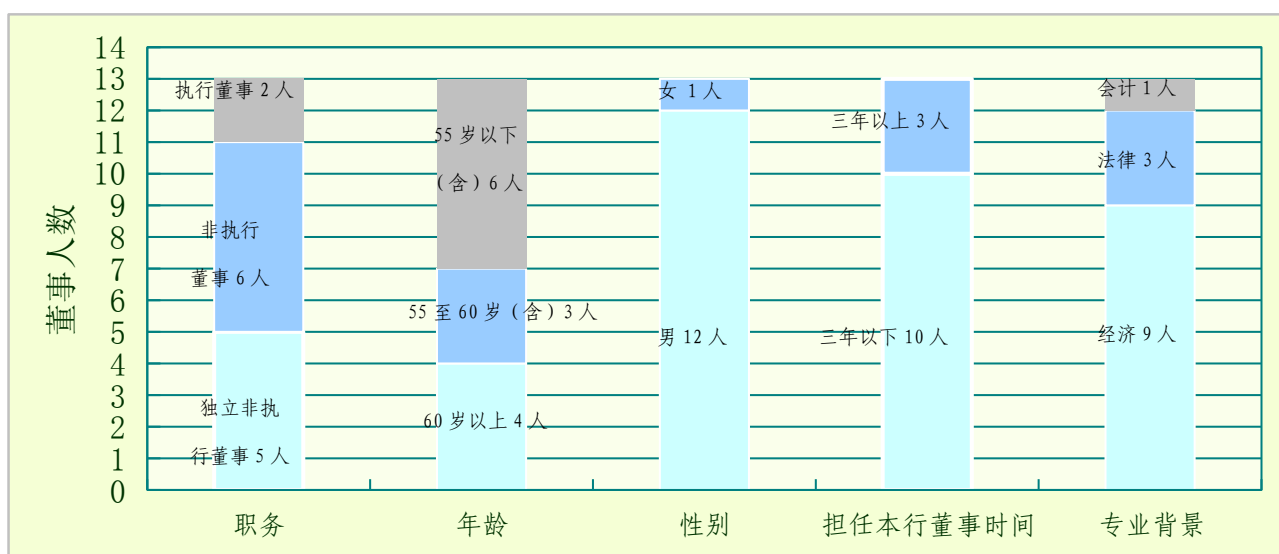 14
13
12
11
10
9
8
7
6
5
4
3
2
1
0
董事人数
执行董事 2 人
非执行
董事 6 人
独立非执
行董事 5 人
55 岁以下
（含）6 人
55 至 60 岁（含）3 人
60 岁以上 4 人
女 1 人
男 12 人
三年以上 3 人
三年以下 10 人
会计 1 人
法律 3 人
经济 9 人
职务
年龄
性别
担任本行董事时间
专业背景